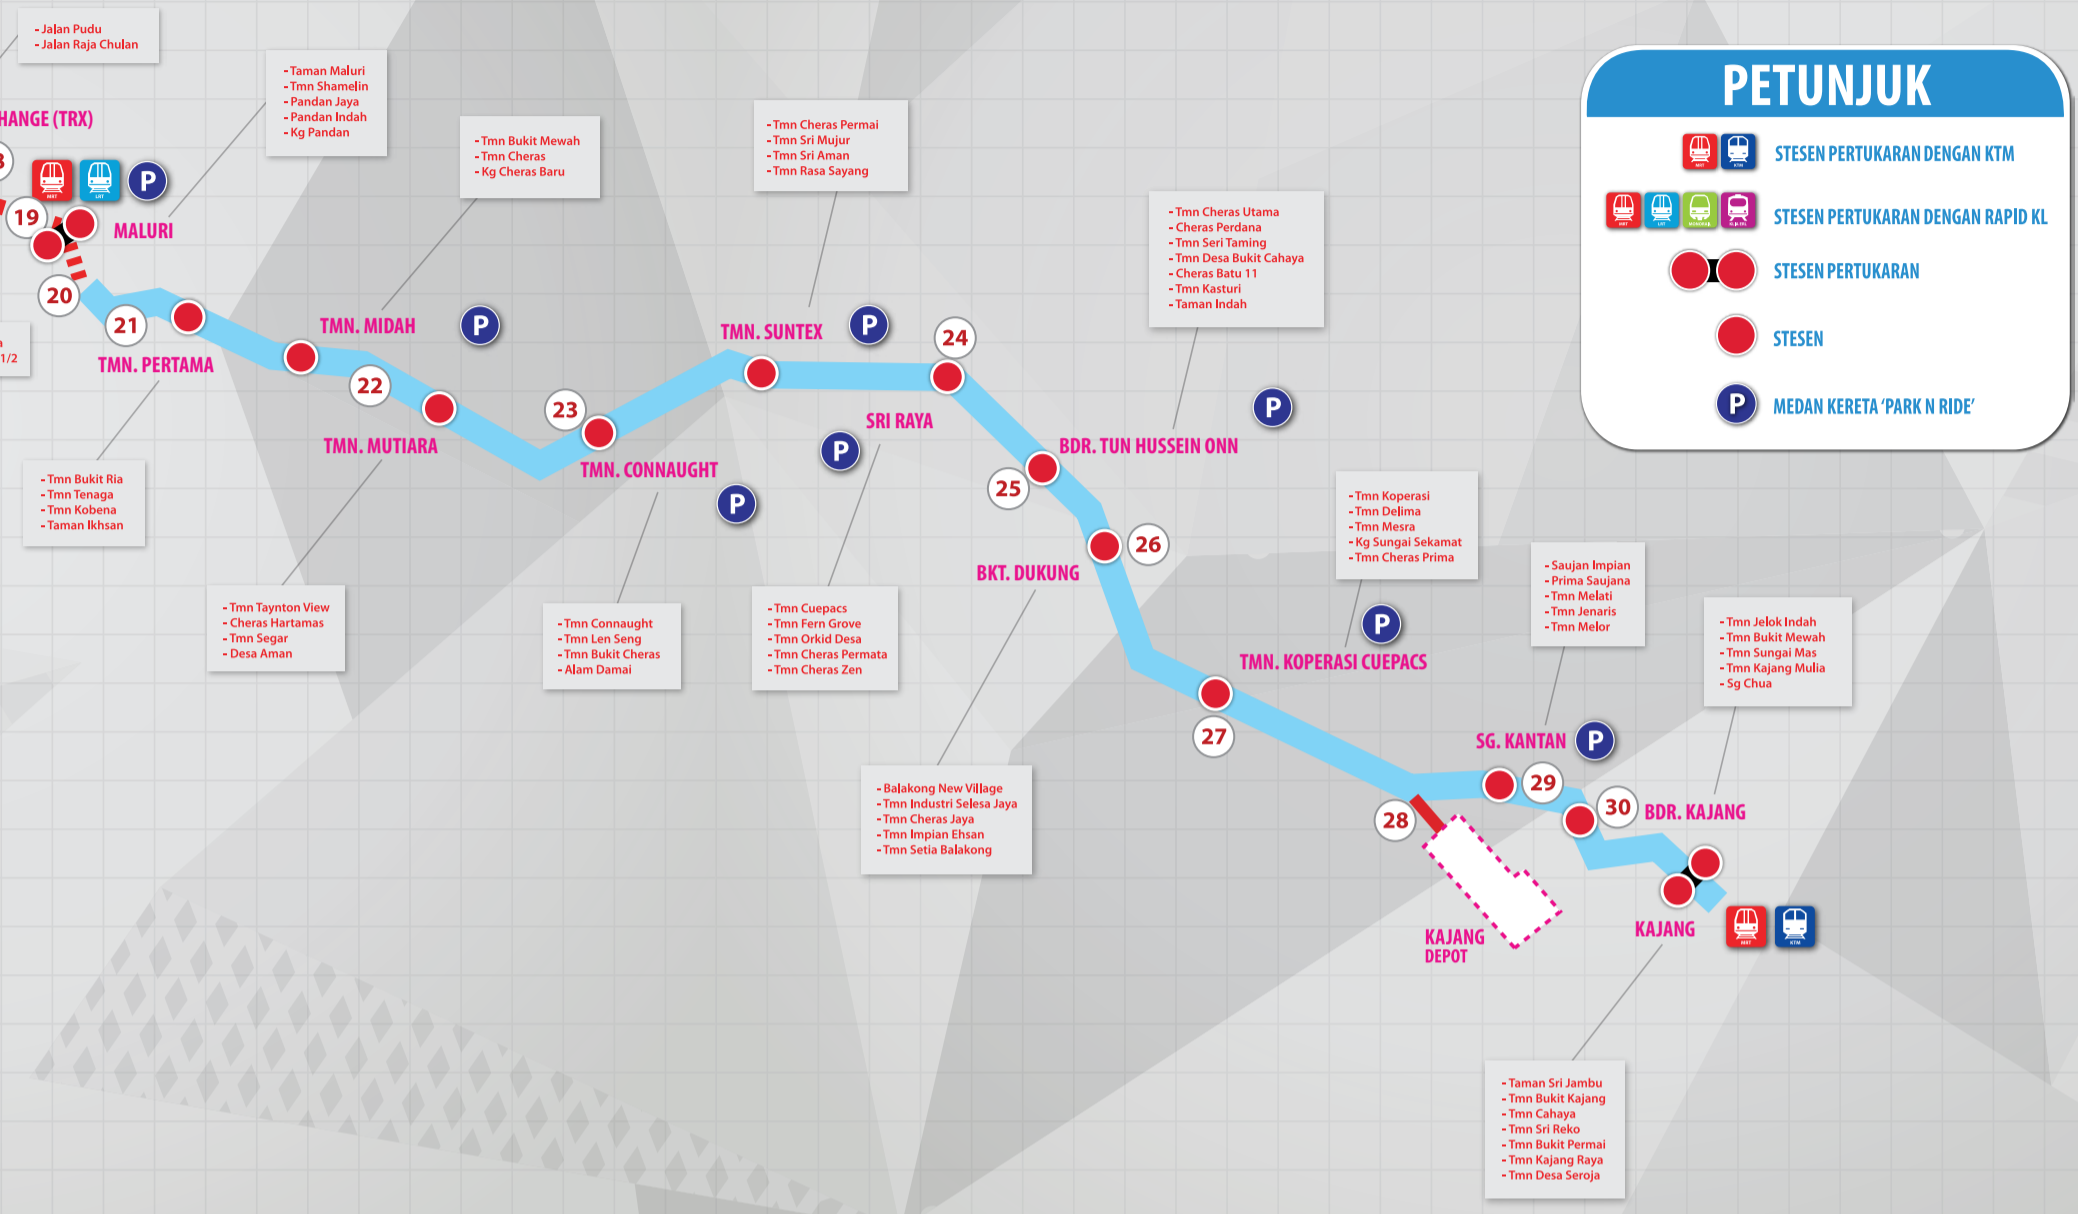 - Jalan Pudu
- Jalan Raja Chulan
HANGE (TRX)
- Taman Maluri
- Tmn Shamelin
- Pandan Jaya
- Pandan Indah
- Kg Pandan
19
MRT
LRT
P
MALURI
20
21
TMN. PERTAMA
1/2
- Tmn Bukit Ria
- Tmn Tenaga
- Tmn Kobena
- Taman Ikhsan
- Tmn Bukit Mewah
- Tmn Cheras
- Kg Cheras Baru
TMN. MIDAH
P
22
TMN. MUTIARA
- Tmn Taynton View
- Cheras Hartamas
- Tmn Segar
- Desa Aman
23
TMN. CONNAUGHT
P
- Tmn Connaught
- Tmn Len Seng
- Tmn Bukit Cheras
- Alam Damai
- Tmn Cheras Permai
- Tmn Sri Mujur
- Tmn Sri Aman
- Tmn Rasa Sayang
TMN. SUNTEX
P
24
SRI RAYA
P
- Tmn Cuepacs
- Tmn Fern Grove
- Tmn Orkid Desa
- Tmn Cheras Permata
- Tmn Cheras Zen
- Tmn Cheras Utama
- Cheras Perdana
- Tmn Seri Taming
- Tmn Desa Bukit Cahaya
- Cheras Batu 11
- Tmn Kasturi
- Taman Indah
BDR. TUN HUSSEIN ONN
P
25
26
BKT. DUKUNG
- Balakong New Village
- Tmn Industri Selesa Jaya
- Tmn Cheras Jaya
- Tmn Impian Ehsan
- Tmn Setia Balakong
- Tmn Koperasi
- Tmn Delima
- Tmn Mesra
- Kg Sungai Sekamat
- Tmn Cheras Prima
P
TMN. KOPERASI CUEPACS
27
- Saujan Impian
- Prima Saujana
- Tmn Melati
- Tmn Jenaris
- Tmn Melor
SG. KANTAN
P
28
29
KAJANG
DEPOT
- Tmn Jelok Indah
- Tmn Bukit Mewah
- Tmn Sungai Mas
- Tmn Kajang Mulia
- Sg Chua
30
BDR. KAJANG
KAJANG
MRT
KTM
- Taman Sri Jambu
- Tmn Bukit Kajang
- Tmn Cahaya
- Tmn Sri Reko
- Tmn Bukit Permai
- Tmn Kajang Raya
- Tmn Desa Seroja
PETUNJUK
MRT
KTM
STESEN PERTUKARAN DENGAN KTM
MRT
LRT
MONORAIL
STESEN PERTUKARAN DENGAN RAPID KL
STESEN PERTUKARAN
STESEN
P
MEDAN KERETA ‘PARK N RIDE’